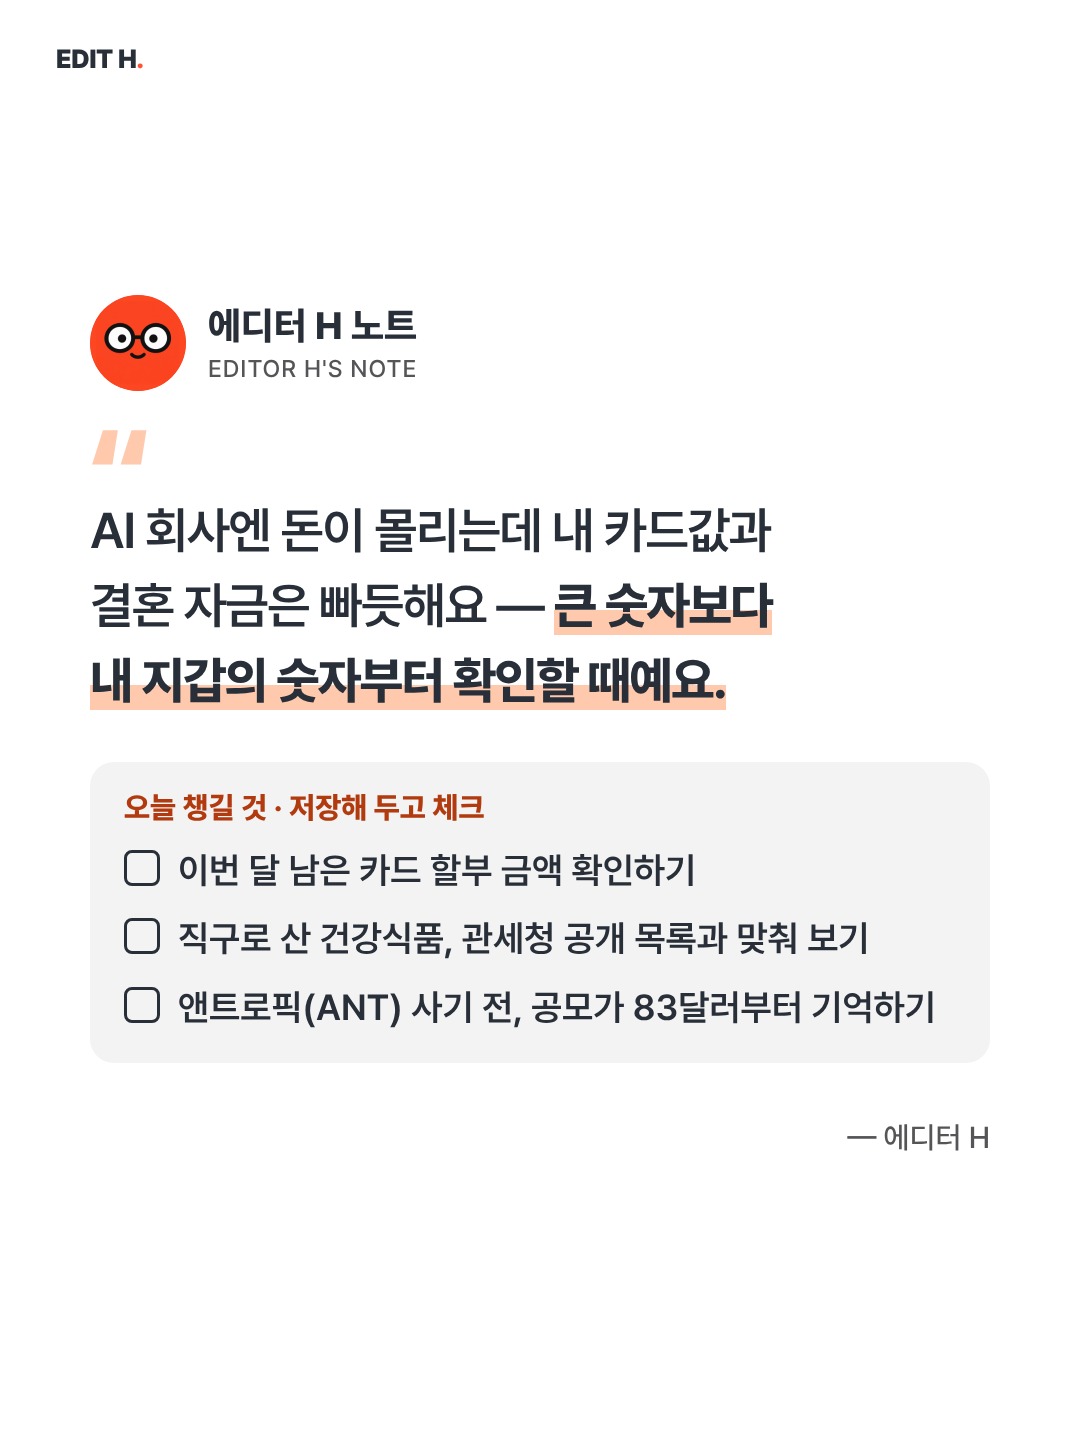 EDIT H.
에디터 H 노트
EDITOR H'S NOTE
"
AI 회사엔 돈이 몰리는데 내 카드값과
결혼 자금은 빠듯해요 — 큰 숫자보다
내 지갑의 숫자부터 확인할 때예요.
오늘 챙길 것 · 저장해 두고 체크
이번 달 남은 카드 할부 금액 확인하기
직구로 산 건강식품, 관세청 공개 목록과 맞춰 보기
앤트로픽(ANT) 사기 전, 공모가 83달러부터 기억하기
— 에디터 H